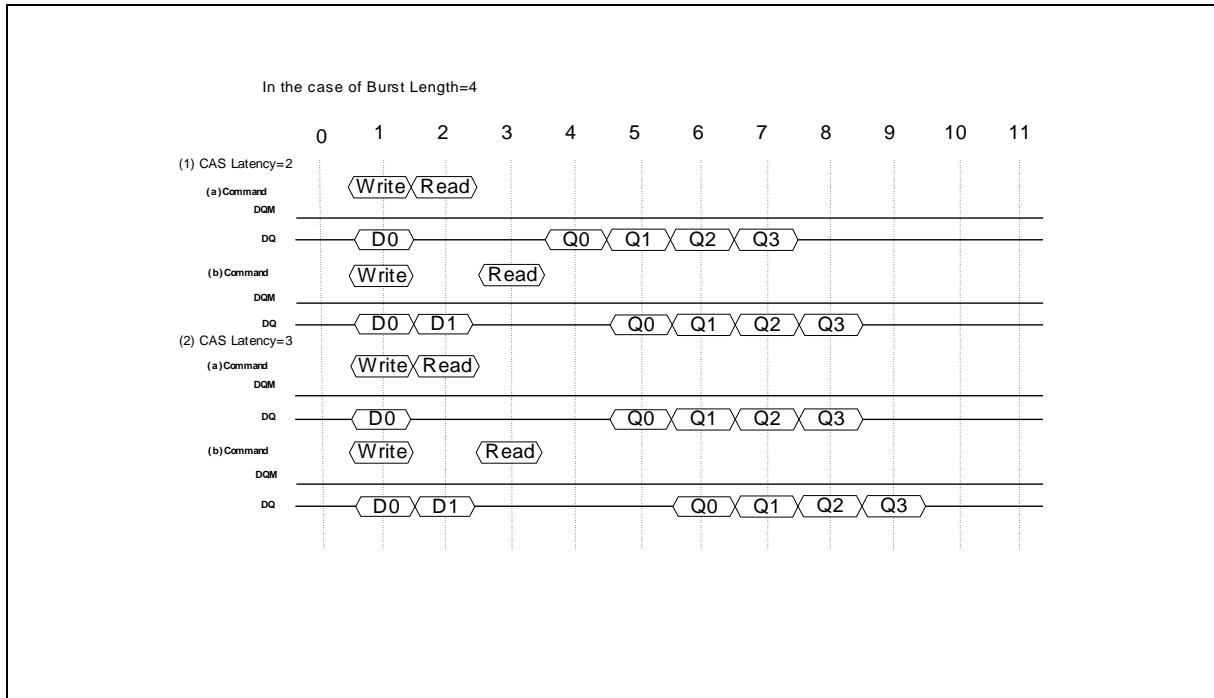 In the case of Burst Length=4
0 1 2 3 4 5 6 7 8 9 10 11
(1) CAS Latency=2
(a)Command Write Read
DQM
DQ D0 Q0 Q1 Q2 Q3
(b)Command Write Read
DQM
DQ D0 D1 Q0 Q1 Q2 Q3
(2) CAS Latency=3
(a)Command Write Read
DQM
DQ D0 Q0 Q1 Q2 Q3
(b)Command Write Read
DQM
DQ D0 D1 Q0 Q1 Q2 Q3